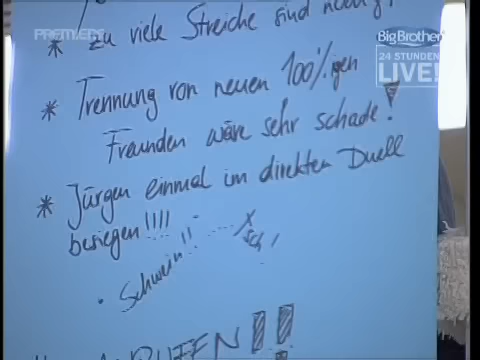 PREMIERE
Big Brother
24 STUNDEN
LIVE!
* zu viele Streiche sind nötig!
* Trennung von neuen 100%igen
Freunden wäre sehr schade!
* Jürgen einmal im direkten Duell
besiegen!!!!
• Schwein!!